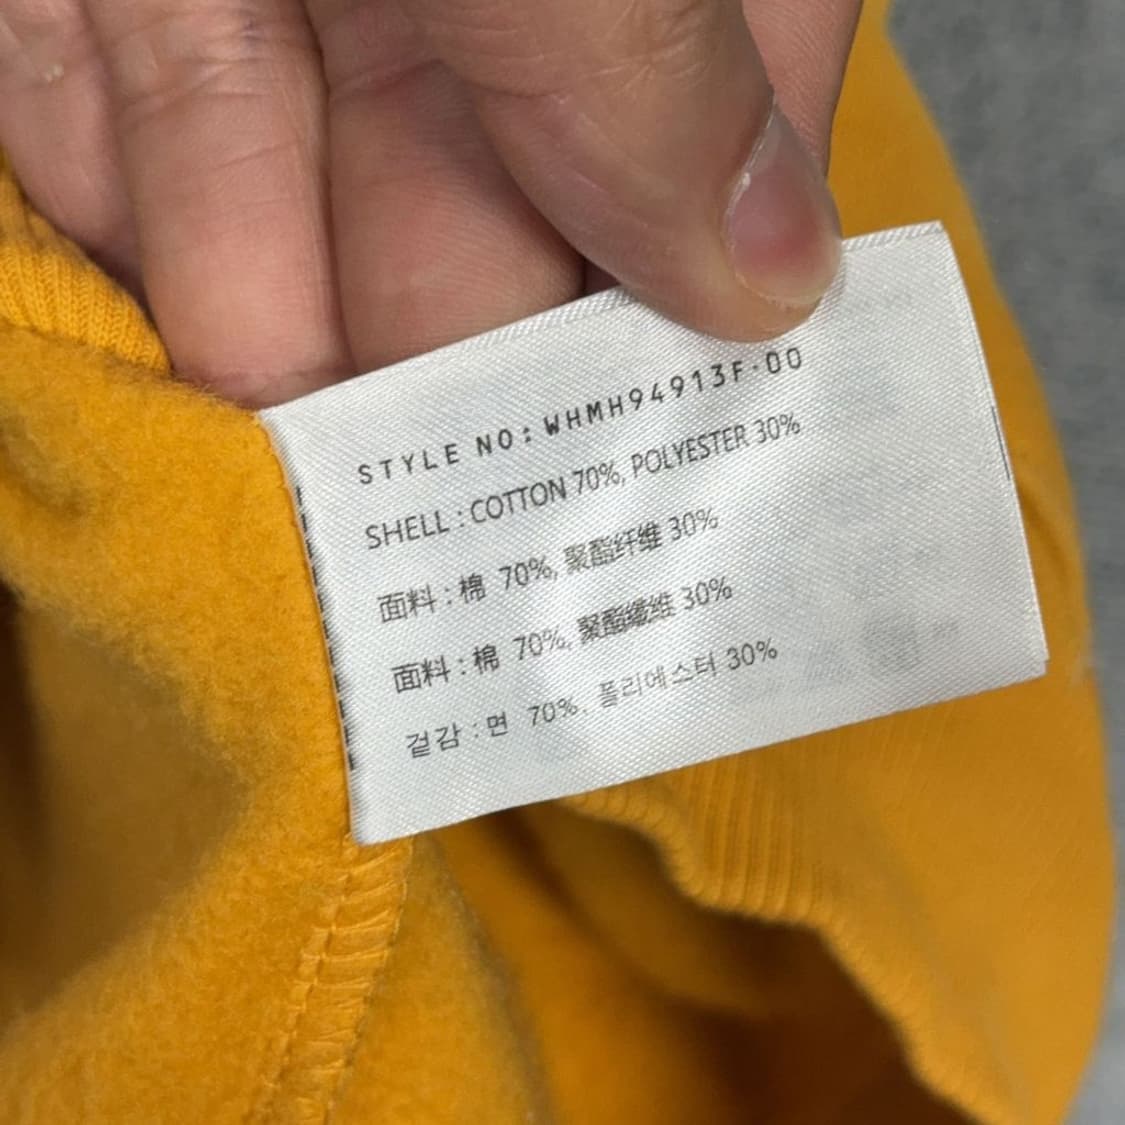 STYLE NO: WHMH94913F-00
SHELL : COTTON 70%, POLYESTER 30%
面料 : 棉 70%, 聚酯纤维 30%
面料 : 棉 70%, 聚酯纖維 30%
겉감 : 면 70%, 폴리에스터 30%